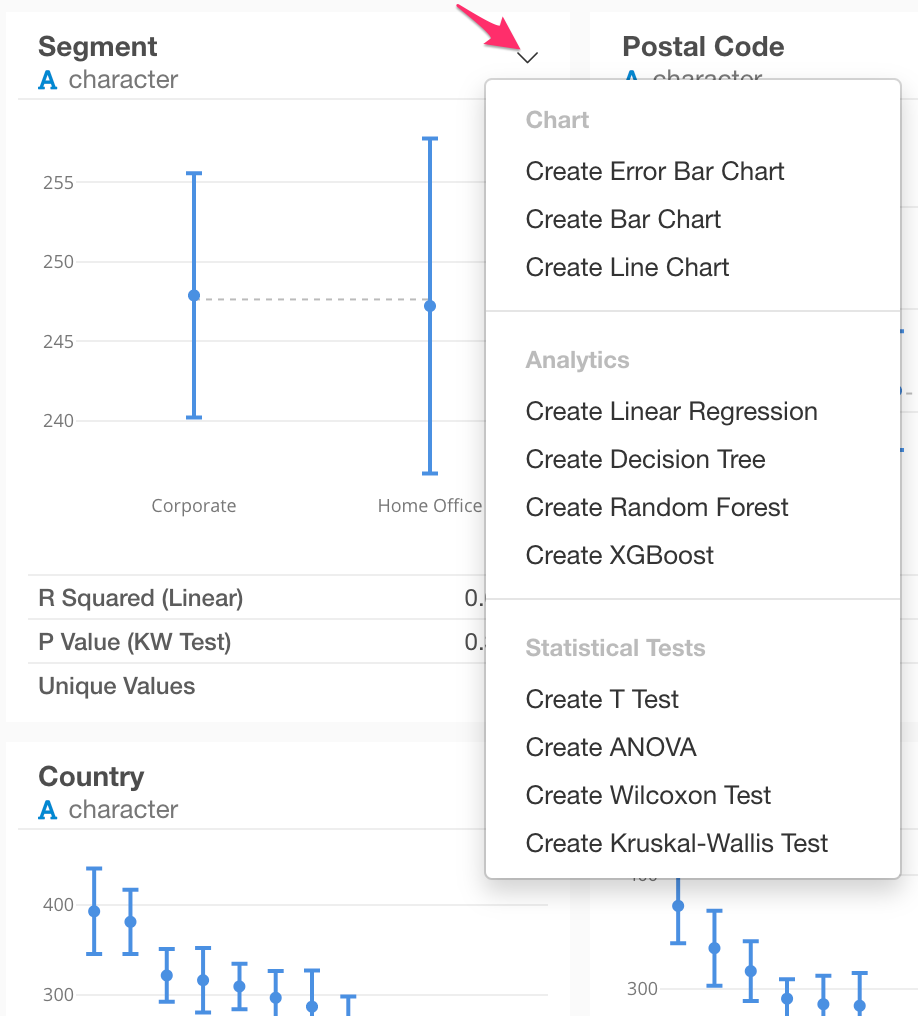 Segment
A character
255
250
245
240
Corporate
Home Office
R Squared (Linear)
0.
P Value (KW Test)
0.
Unique Values
Postal Code
A character
Chart
Create Error Bar Chart
Create Bar Chart
Create Line Chart
Analytics
Create Linear Regression
Create Decision Tree
Create Random Forest
Create XGBoost
Statistical Tests
Create T Test
Create ANOVA
Create Wilcoxon Test
Create Kruskal-Wallis Test
Country
A character
400
300
300